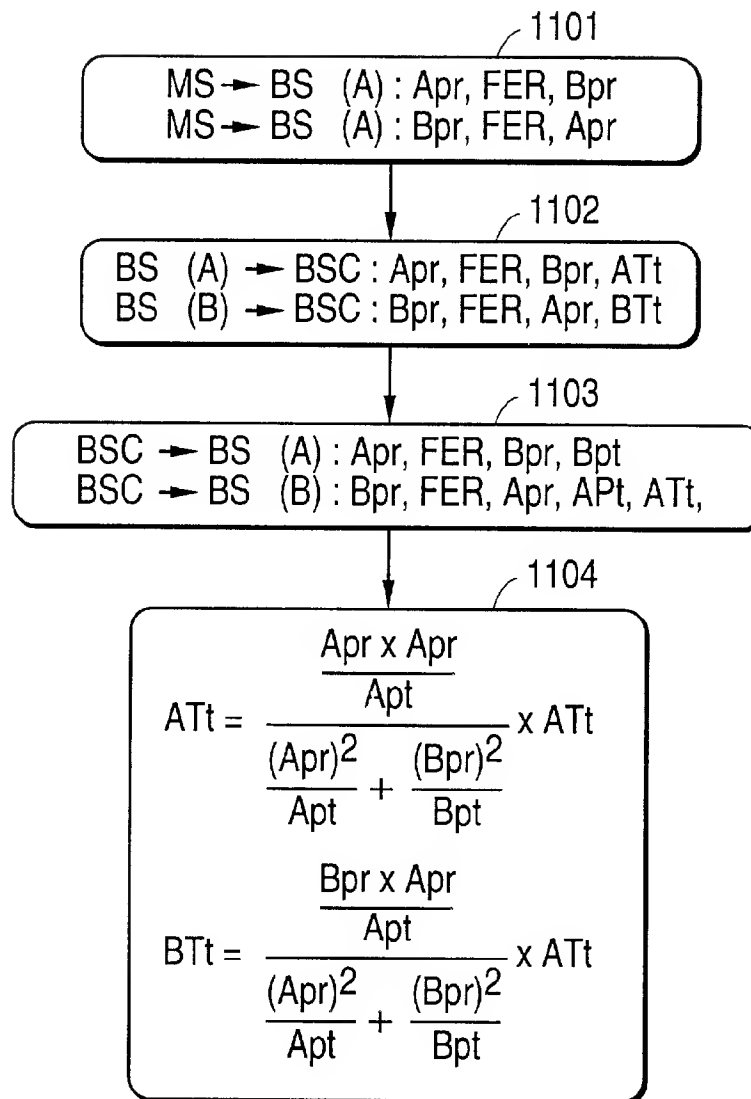 1101
MS → BS (A) : Apr, FER, Bpr
MS → BS (A) : Bpr, FER, Apr
1102
BS (A) → BSC : Apr, FER, Bpr, ATt
BS (B) → BSC : Bpr, FER, Apr, BTt
1103
BSC → BS (A) : Apr, FER, Bpr, Bpt
BSC → BS (B) : Bpr, FER, Apr, APt, ATt,
1104
Apr x Apr
Apt
ATt = x ATt
(Apr)2 + (Bpr)2
Apt Bpt
Bpr x Apr
Apt
BTt = x ATt
(Apr)2 + (Bpr)2
Apt Bpt